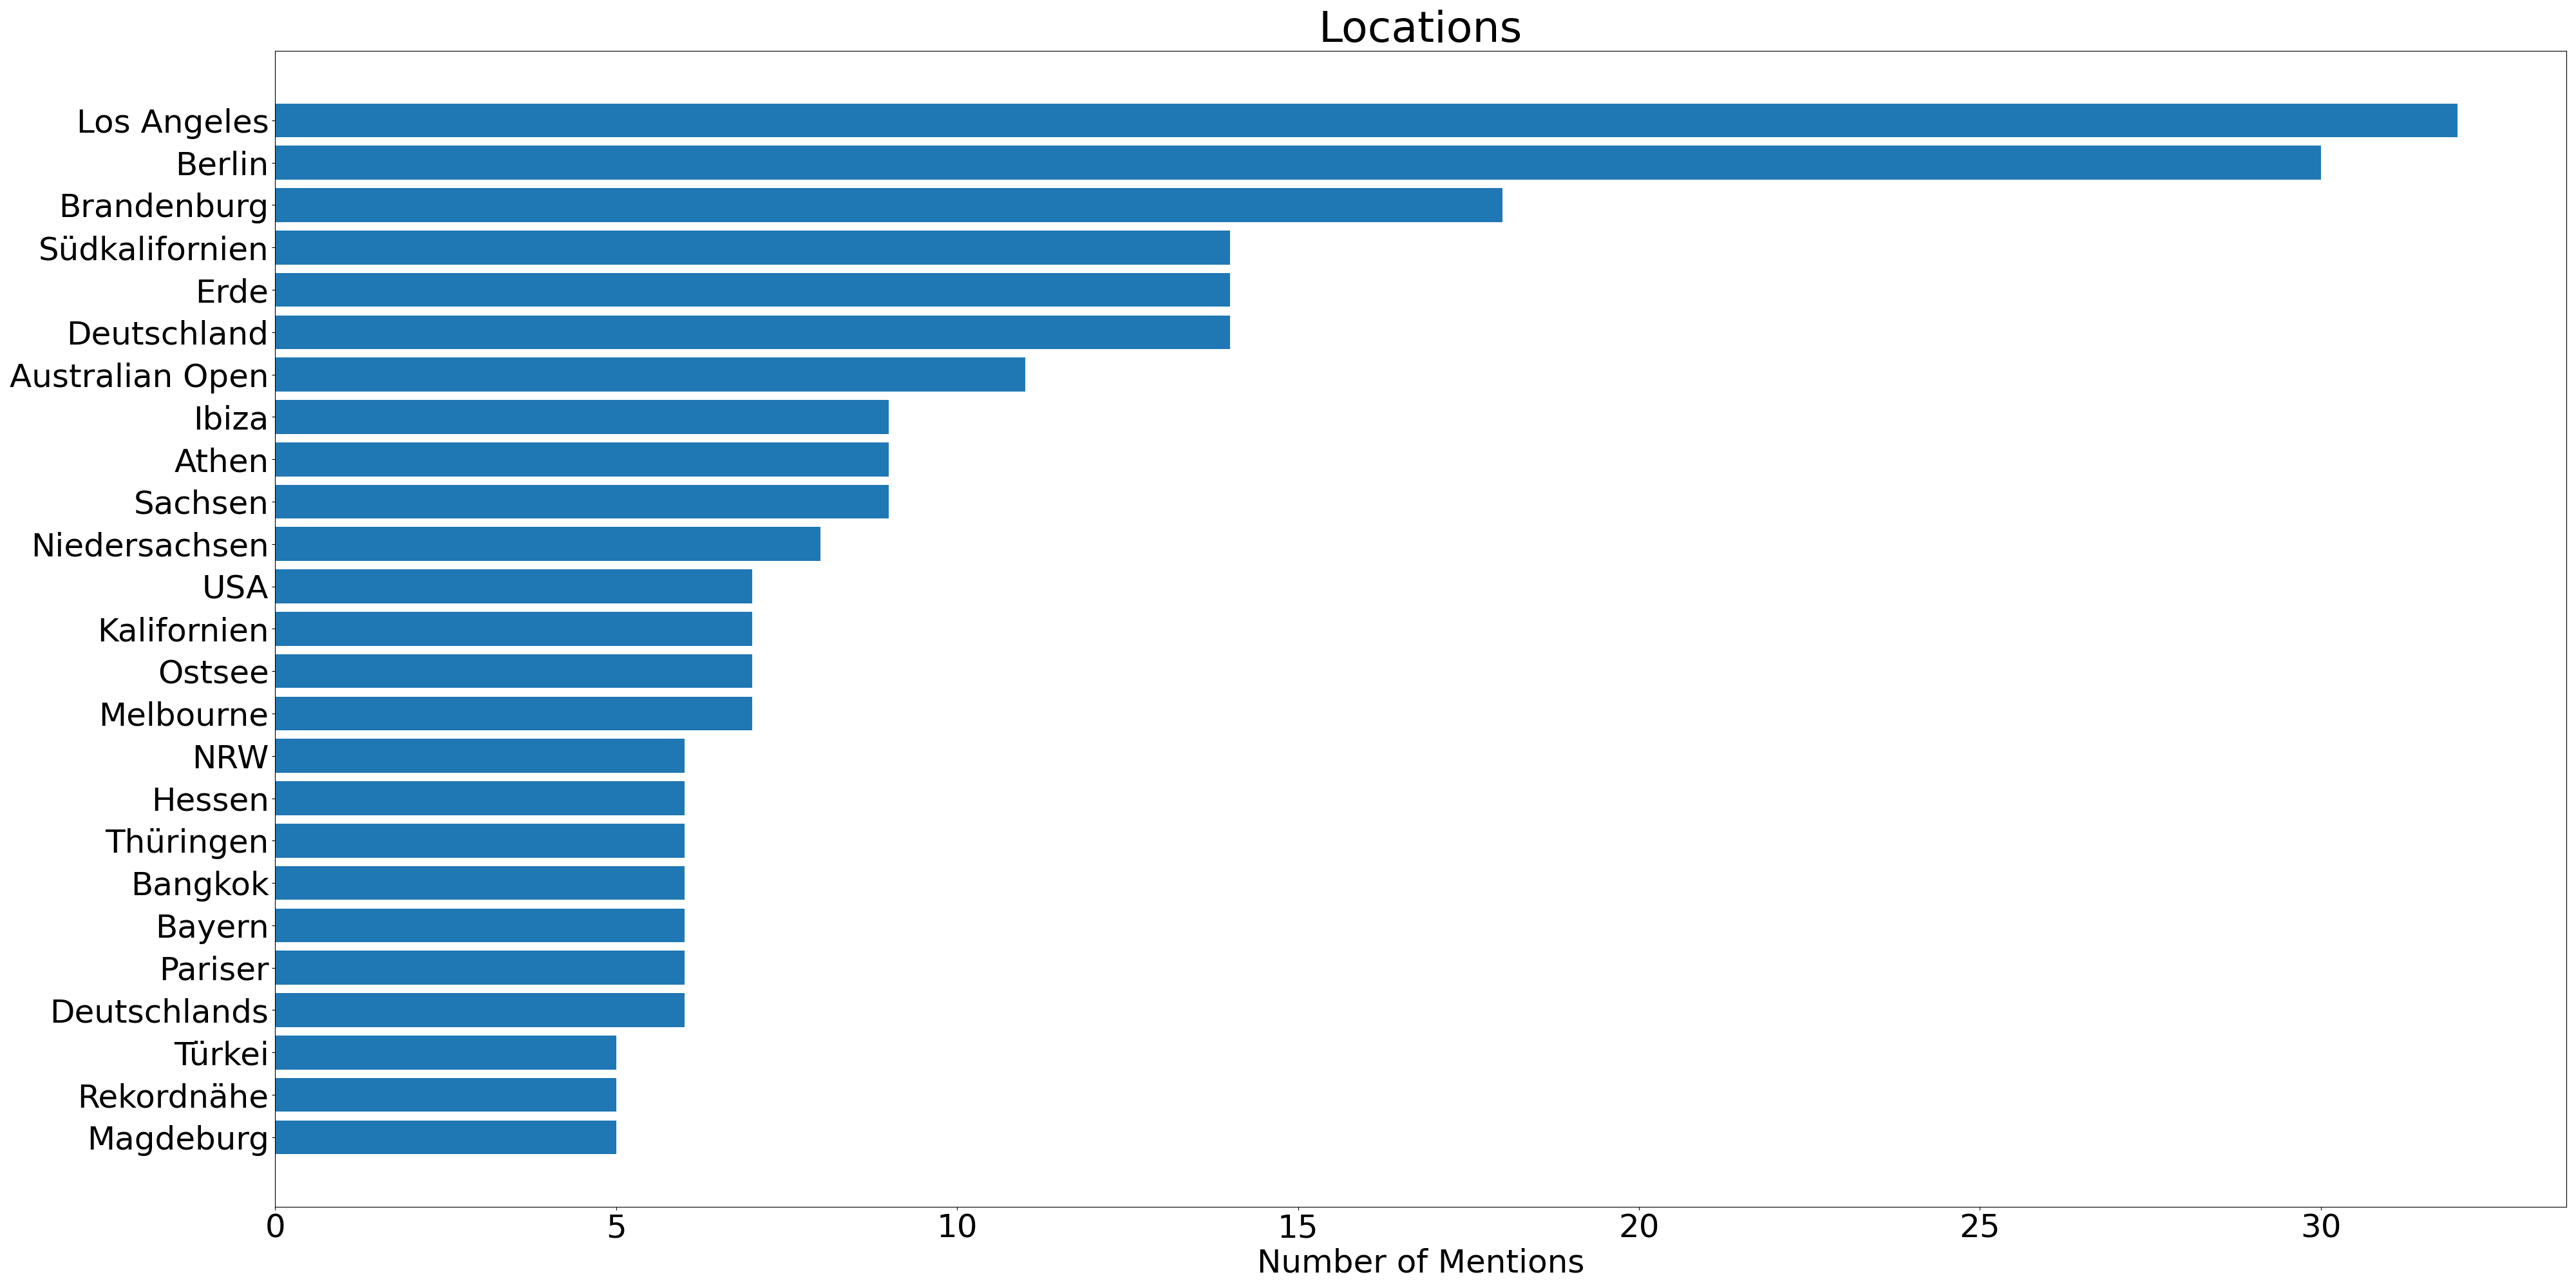 Locations
Los Angeles
Berlin
Brandenburg
Südkalifornien
Erde
Deutschland
Australian Open
Ibiza
Athen
Sachsen
Niedersachsen
USA
Kalifornien
Ostsee
Melbourne
NRW
Hessen
Thüringen
Bangkok
Bayern
Pariser
Deutschlands
Türkei
Rekordnähe
Magdeburg
0 5 10 15 20 25 30
Number of Mentions